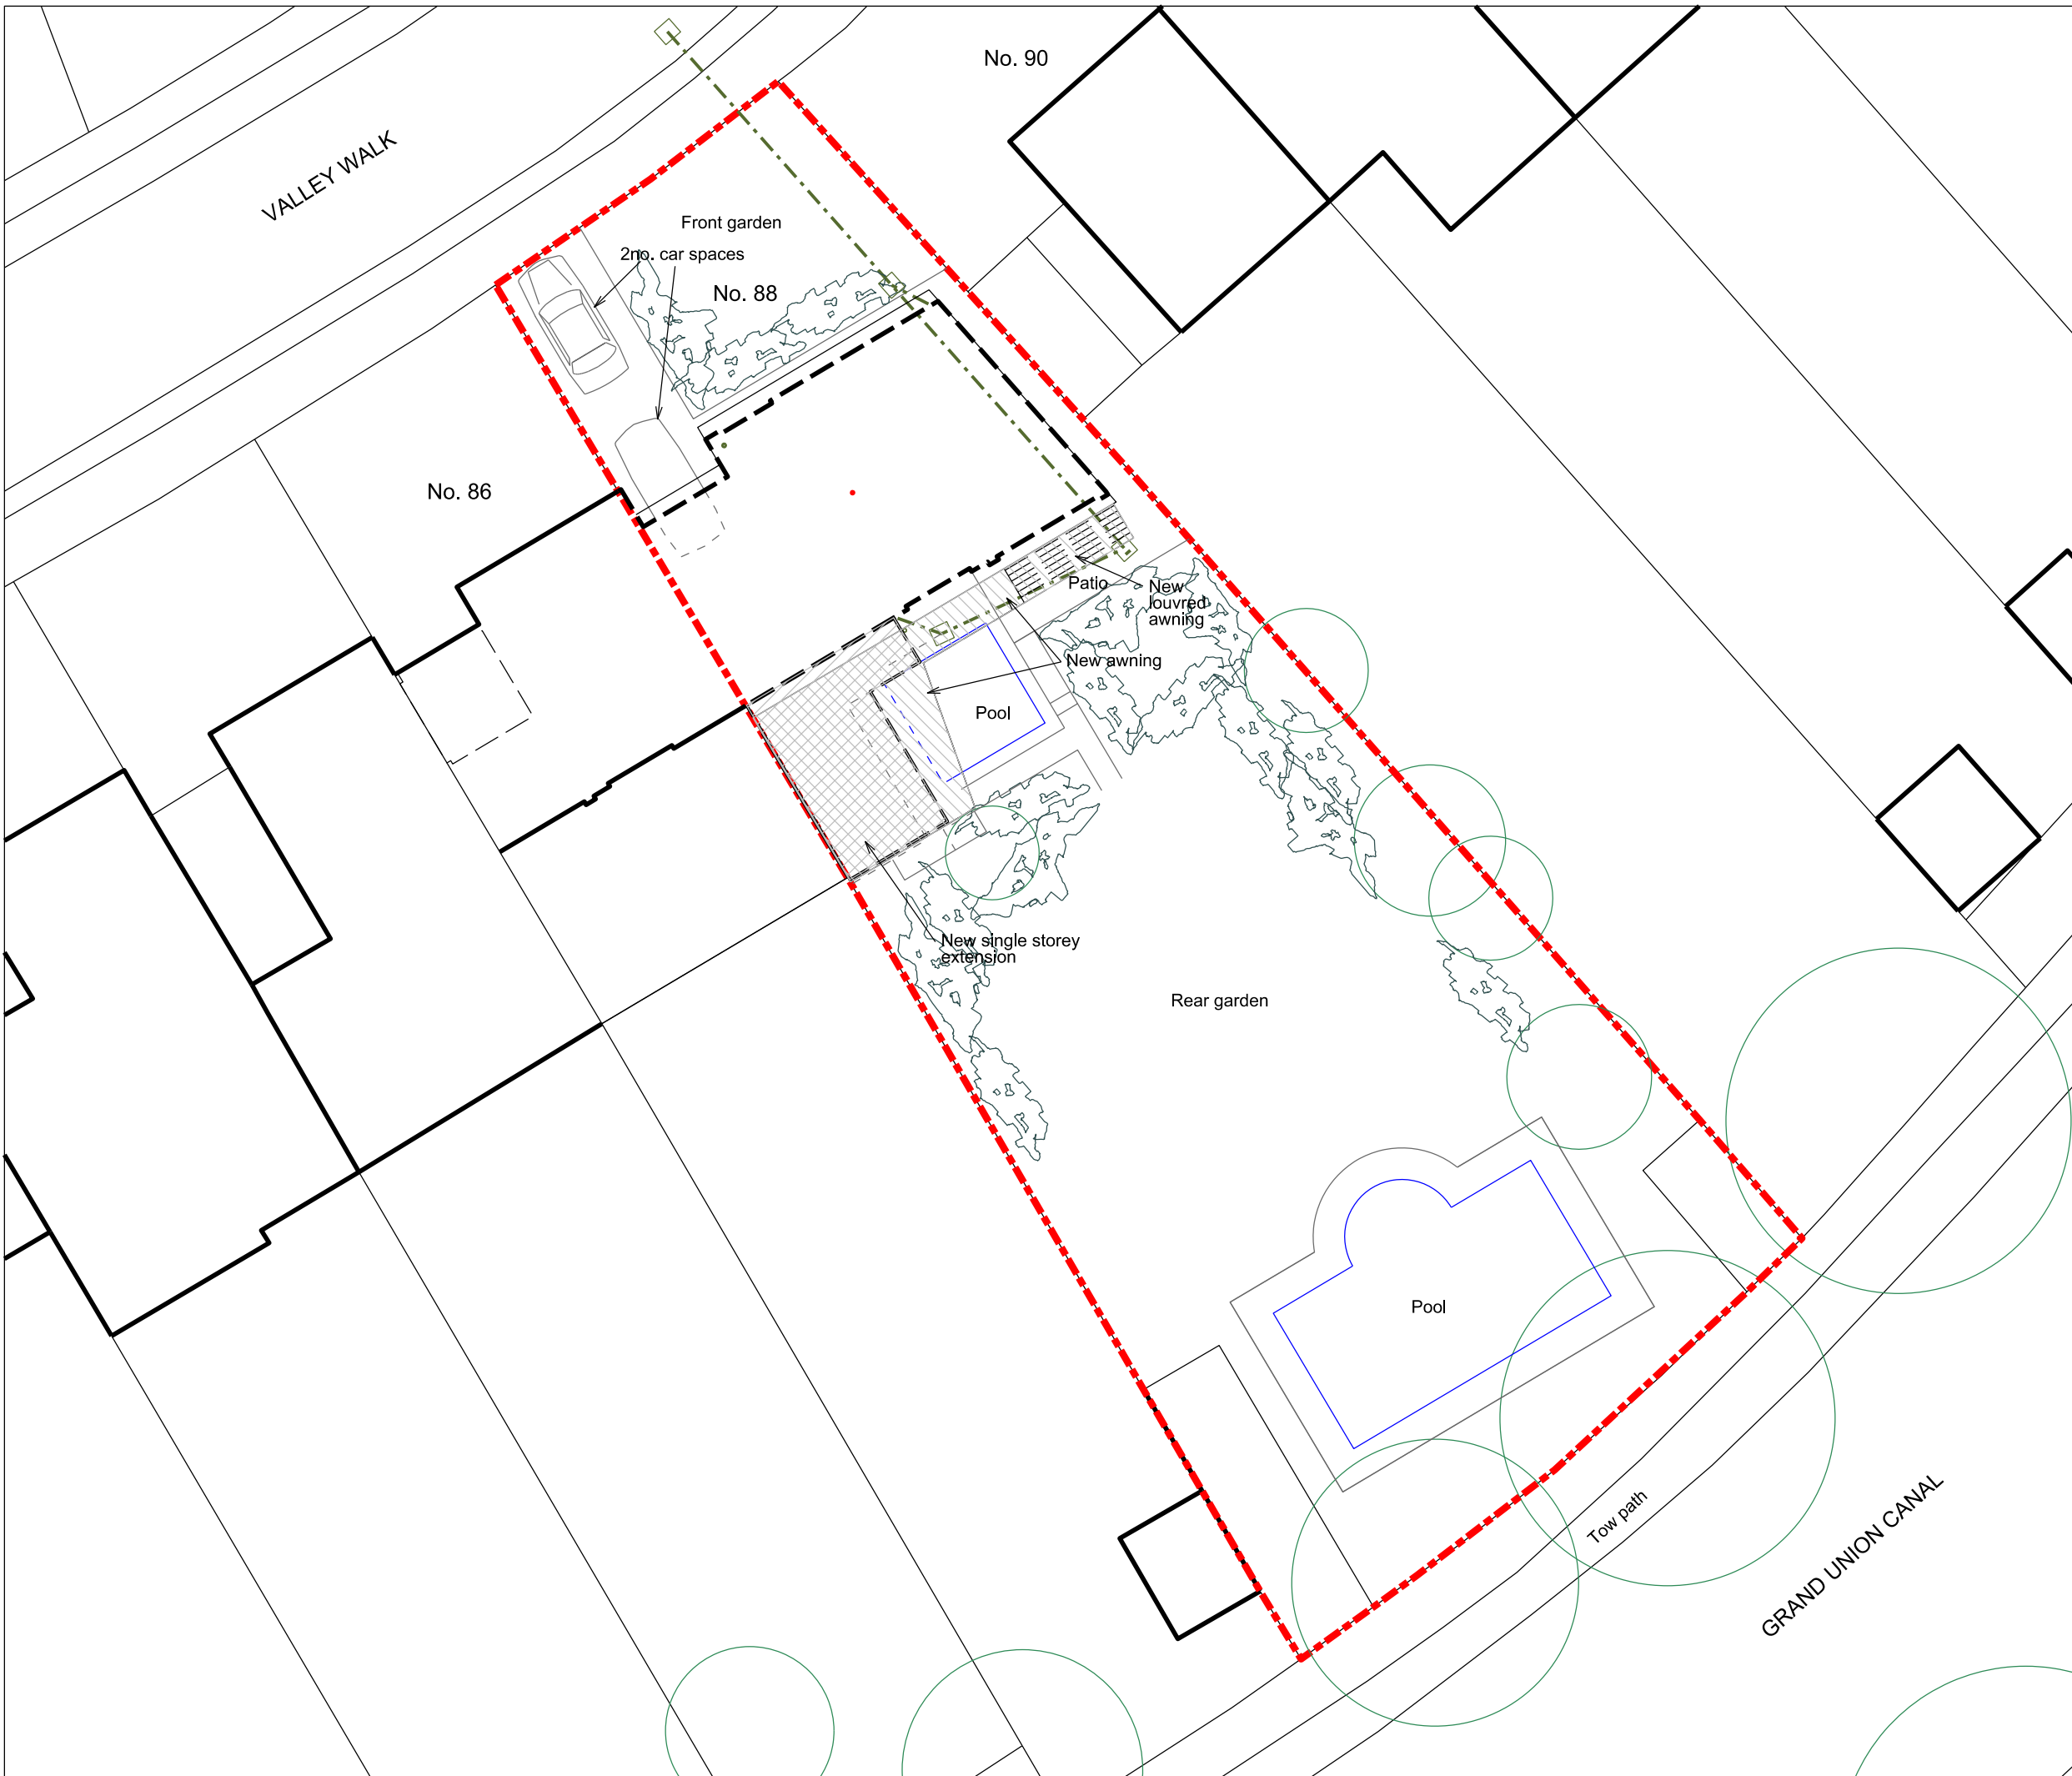 No. 90
VALLEY WALK
Front garden
2no. car spaces
No. 88
No. 86
Patio
New
louvred
awning
New awning
Pool
New single storey
extension
Rear garden
Pool
Tow path
GRAND UNION CANAL